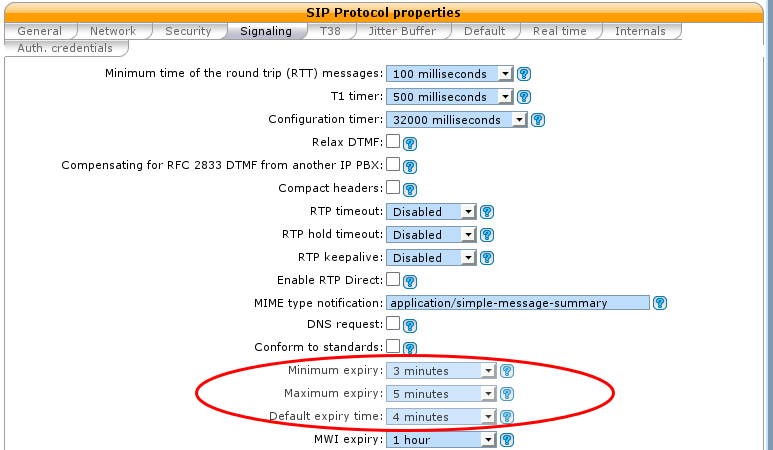 SIP Protocol properties
General Network Security Signaling T38 Jitter Buffer Default Real time Internals
Auth. credentials
Minimum time of the round trip (RTT) messages: 100 milliseconds ?
T1 timer: 500 milliseconds ?
Configuration timer: 32000 milliseconds ?
Relax DTMF: ?
Compensating for RFC 2833 DTMF from another IP PBX: ?
Compact headers: ?
RTP timeout: Disabled ?
RTP hold timeout: Disabled ?
RTP keepalive: Disabled ?
Enable RTP Direct: ?
MIME type notification: application/simple-message-summary ?
DNS request: ?
Conform to standards: ?
Minimum expiry: 3 minutes ?
Maximum expiry: 5 minutes ?
Default expiry time: 4 minutes ?
MWI expiry: 1 hour ?